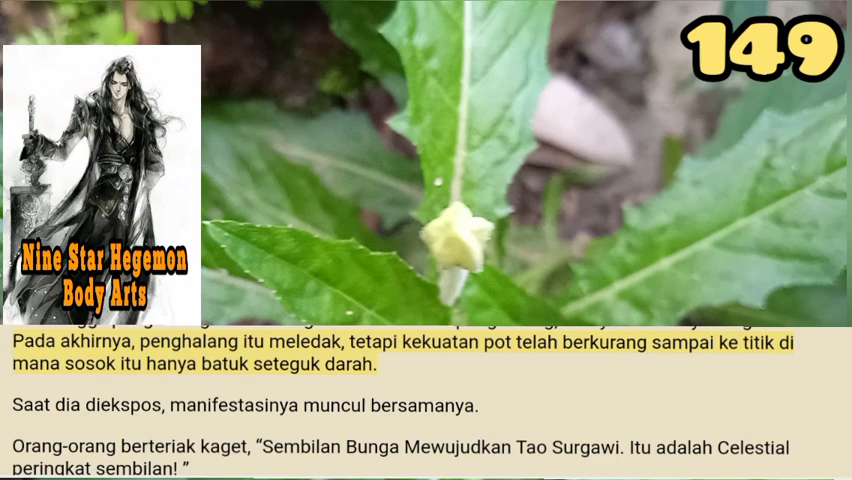 149
Nine Star Hegemon
Body Arts
Pada akhirnya, penghalang itu meledak, tetapi kekuatan pot telah berkurang sampai ke titik di
mana sosok itu hanya batuk seteguk darah.
Saat dia diekspos, manifestasinya muncul bersamanya.
Orang-orang berteriak kaget, “Sembilan Bunga Mewujudkan Tao Surgawi. Itu adalah Celestial
peringkat sembilan! ”